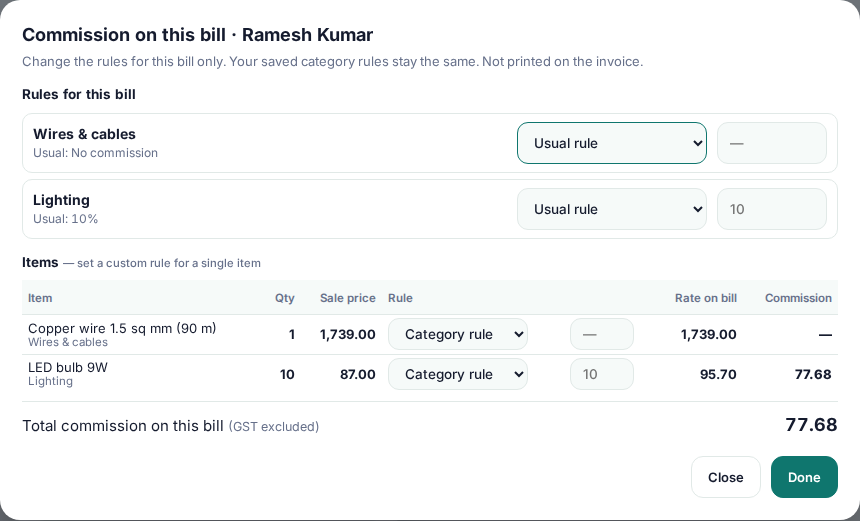 Commission on this bill · Ramesh Kumar
Change the rules for this bill only. Your saved category rules stay the same. Not printed on the invoice.
Rules for this bill
Wires & cables
Usual: No commission
Usual rule
—
Lighting
Usual: 10%
Usual rule
10
Items — set a custom rule for a single item
Item Qty Sale price Rule Rate on bill Commission
Copper wire 1.5 sq mm (90 m) 1 1,739.00 Category rule — 1,739.00 —
Wires & cables
LED bulb 9W 10 87.00 Category rule 10 95.70 77.68
Lighting
Total commission on this bill (GST excluded) 77.68
Close Done